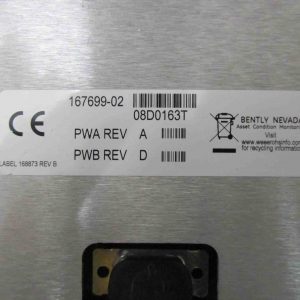 167699-02
08D0163T
CE
PWA REV A
PWB REV D
LABEL 168873 REV B
BENTLY NEVADA
Asset Condition Monitoring
www.weeerohsinfo.com
for recycling information